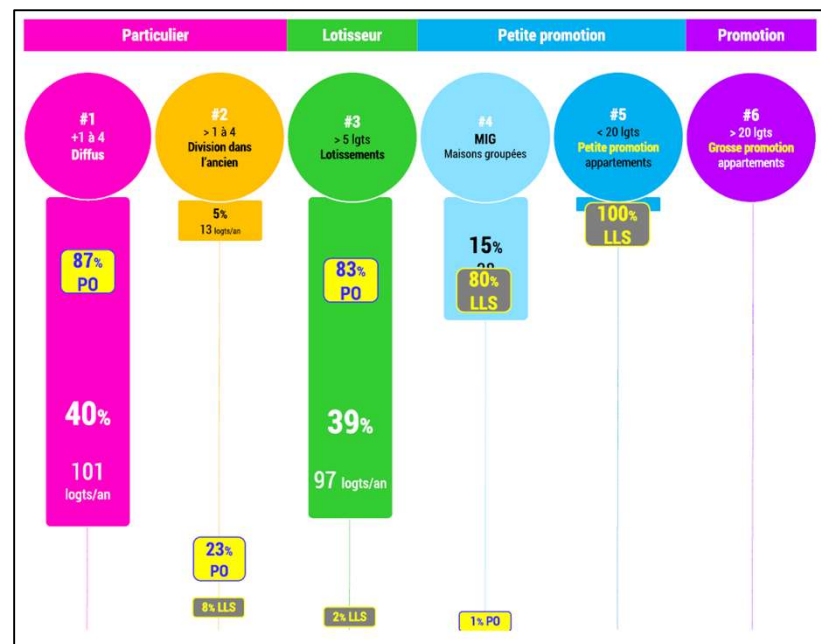 Particulier
Lotisseur
Petite promotion
Promotion
#1
+1 à 4
Diffus
#2
> 1 à 4
Division dans
l'ancien
#3
> 5 lgts
Lotissements
#4
MIG
Maisons groupées
#5
< 20 lgts
Petite promotion
appartements
#6
> 20 lgts
Grosse promotion
appartements
87%
PO
40%
101
logts/an
5%
13 logts/an
23%
PO
8% LLS
83%
PO
39%
97 logts/an
2% LLS
15%
80%
LLS
1% PO
100%
LLS